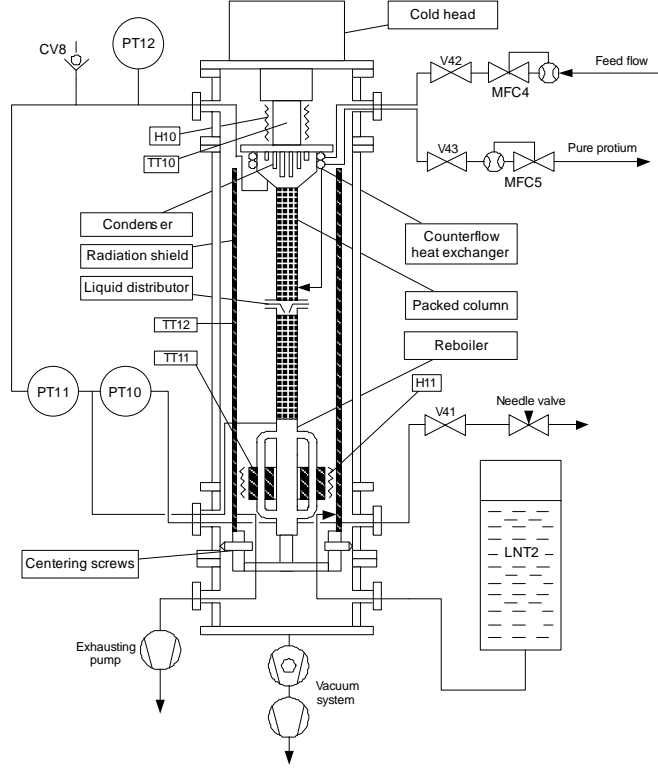 Cold head
CV8
PT12
V42
MFC4
Feed flow
H10
TT10
V43
MFC5
Pure protium
Condenser
Radiation shield
Liquid distributor
Counterflow
heat exchanger
Packed column
TT12
Reboiler
TT11
H11
PT11
PT10
V41
Needle valve
LNT2
Centering screws
Exhausting
pump
Vacuum
system